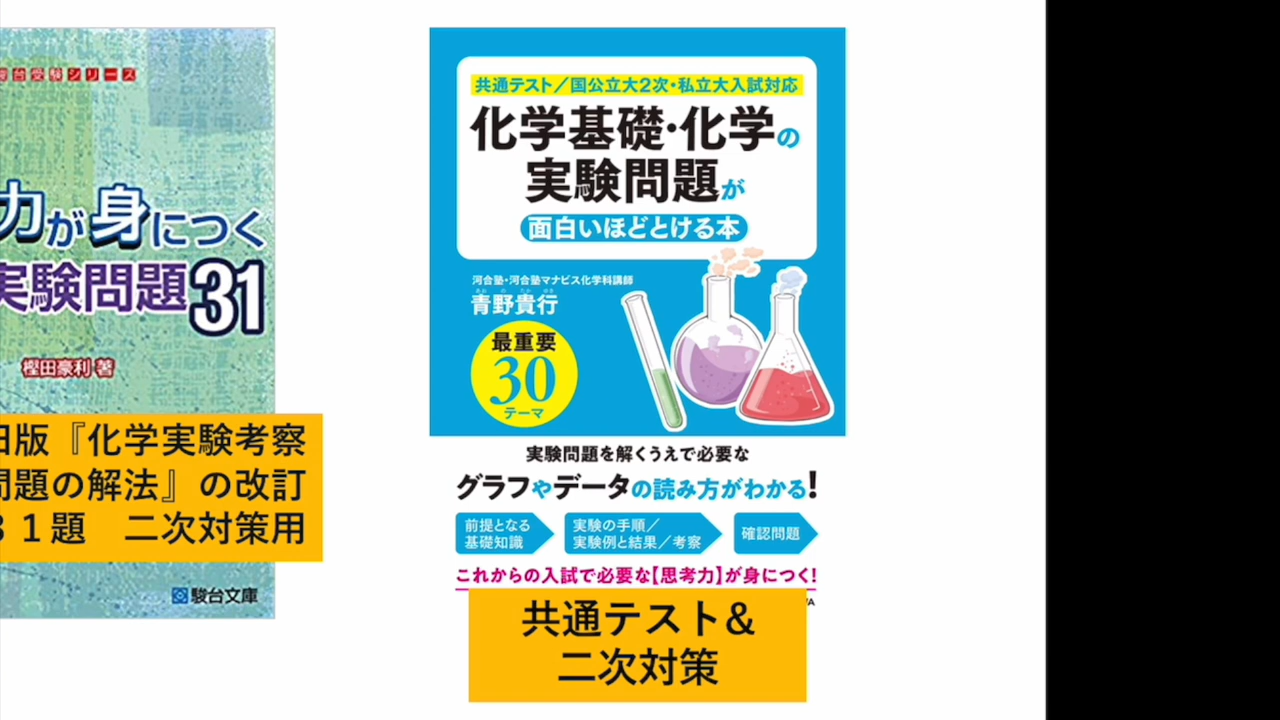 台受験シリーズ
力が身につく
実験問題31
樫田豪利 著
旧版『化学実験考察
問題の解法』の改訂
31題 二次対策用
駿台文庫
共通テスト/国公立大2次・私立大入試対応
化学基礎・化学の
実験問題が
面白いほどとける本
河合塾・河合塾マナビス化学科講師
あおのたかゆき
青野貴行
最重要
30
テーマ
実験問題を解くうえで必要な
グラフやデータの読み方がわかる!
前提となる
基礎知識
実験の手順/
実験例と結果/考察
確認問題
これからの入試で必要な【思考力】が身につく!
共通テスト&
二次対策